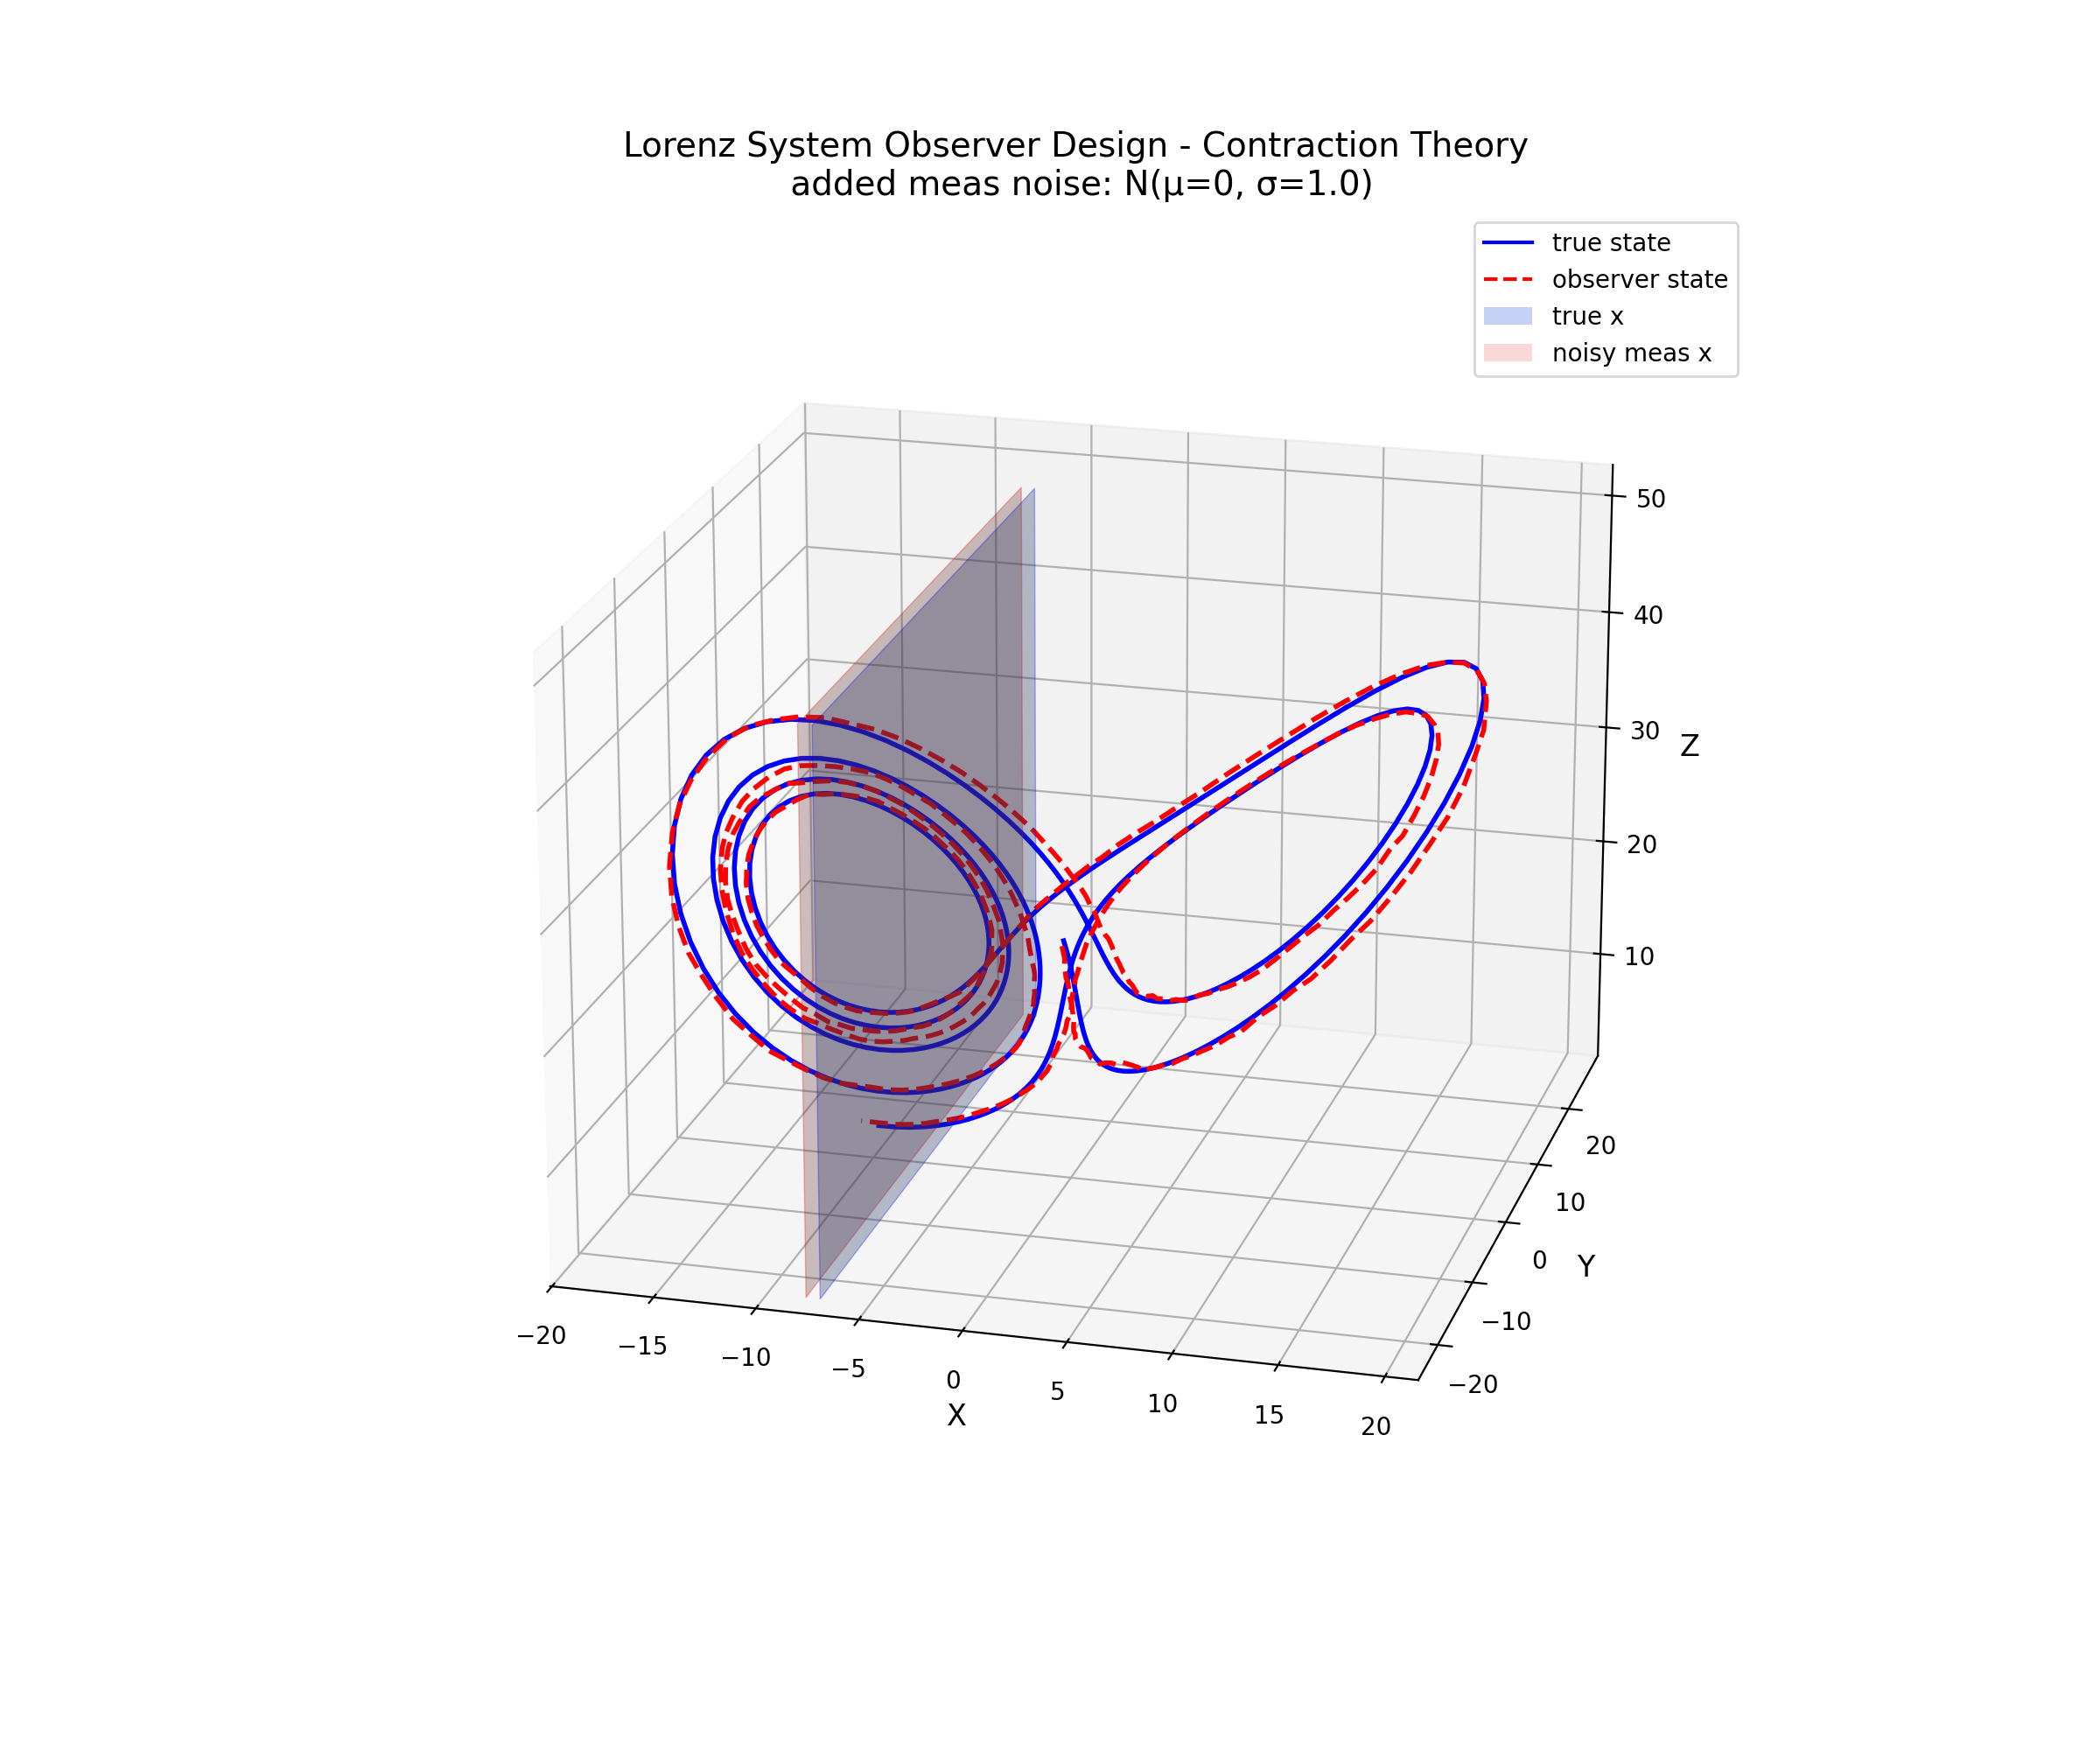 Lorenz System Observer Design - Contraction Theory
added meas noise: N(μ=0, σ=1.0)
true state
observer state
true x
noisy meas x
50
40
30
Z
20
10
20
10
0
Y
−10
−20
−20
−15
−10
−5
0
5
10
15
20
X